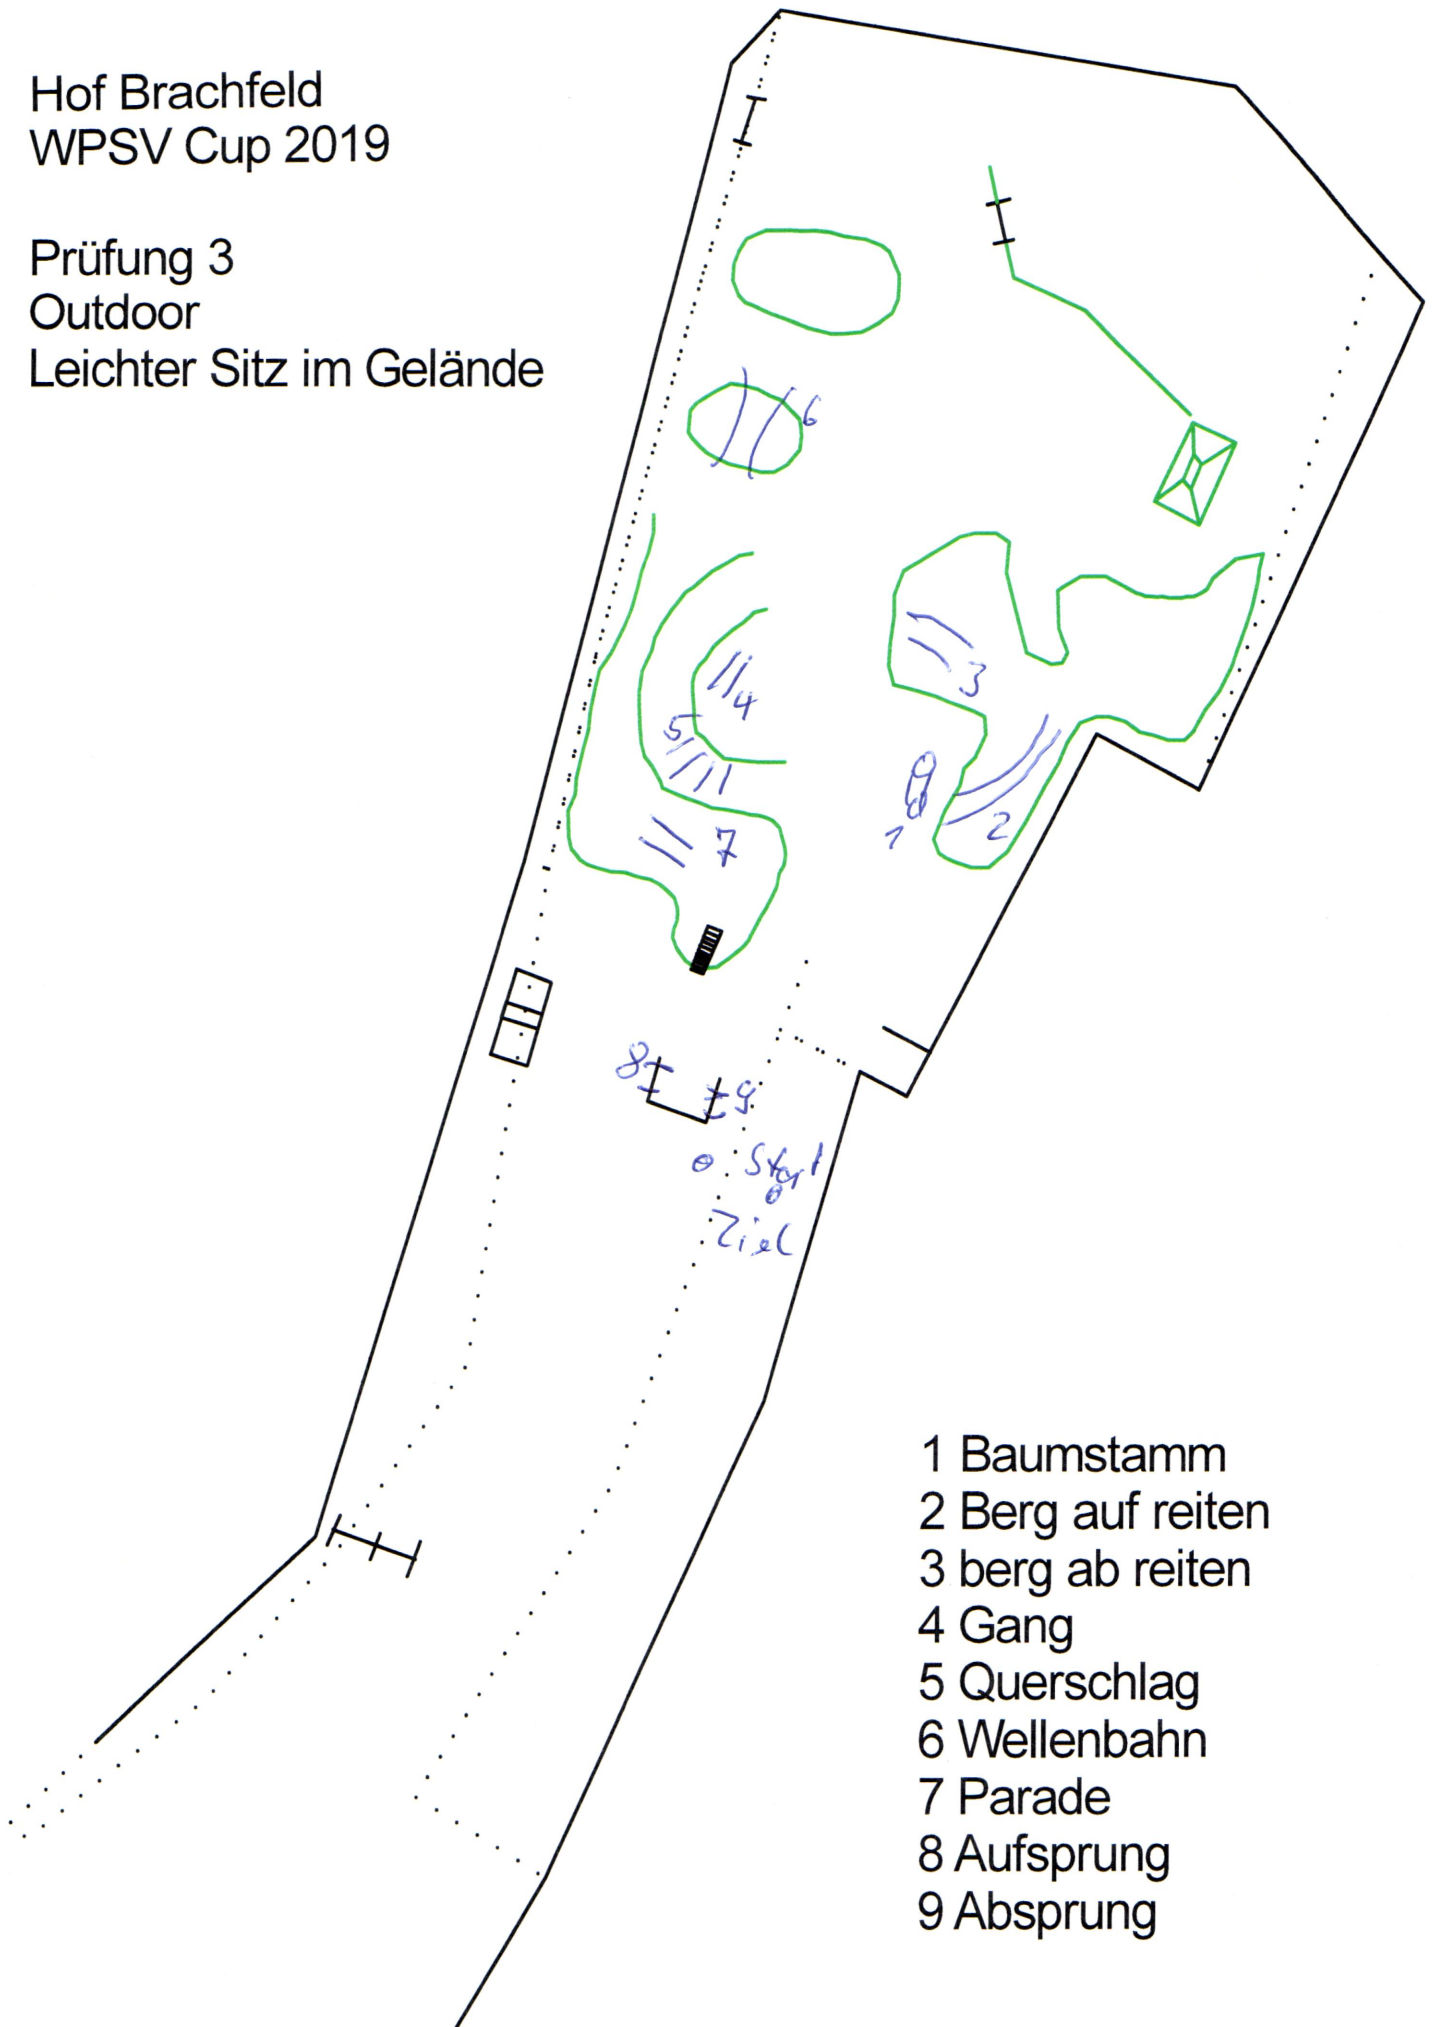 Hof Brachfeld
WPSV Cup 2019
Prüfung 3
Outdoor
Leichter Sitz im Gelände
6
3
4
5
1
2
7
8
9
Start
Ziel
1 Baumstamm
2 Berg auf reiten
3 berg ab reiten
4 Gang
5 Querschlag
6 Wellenbahn
7 Parade
8 Aufsprung
9 Absprung